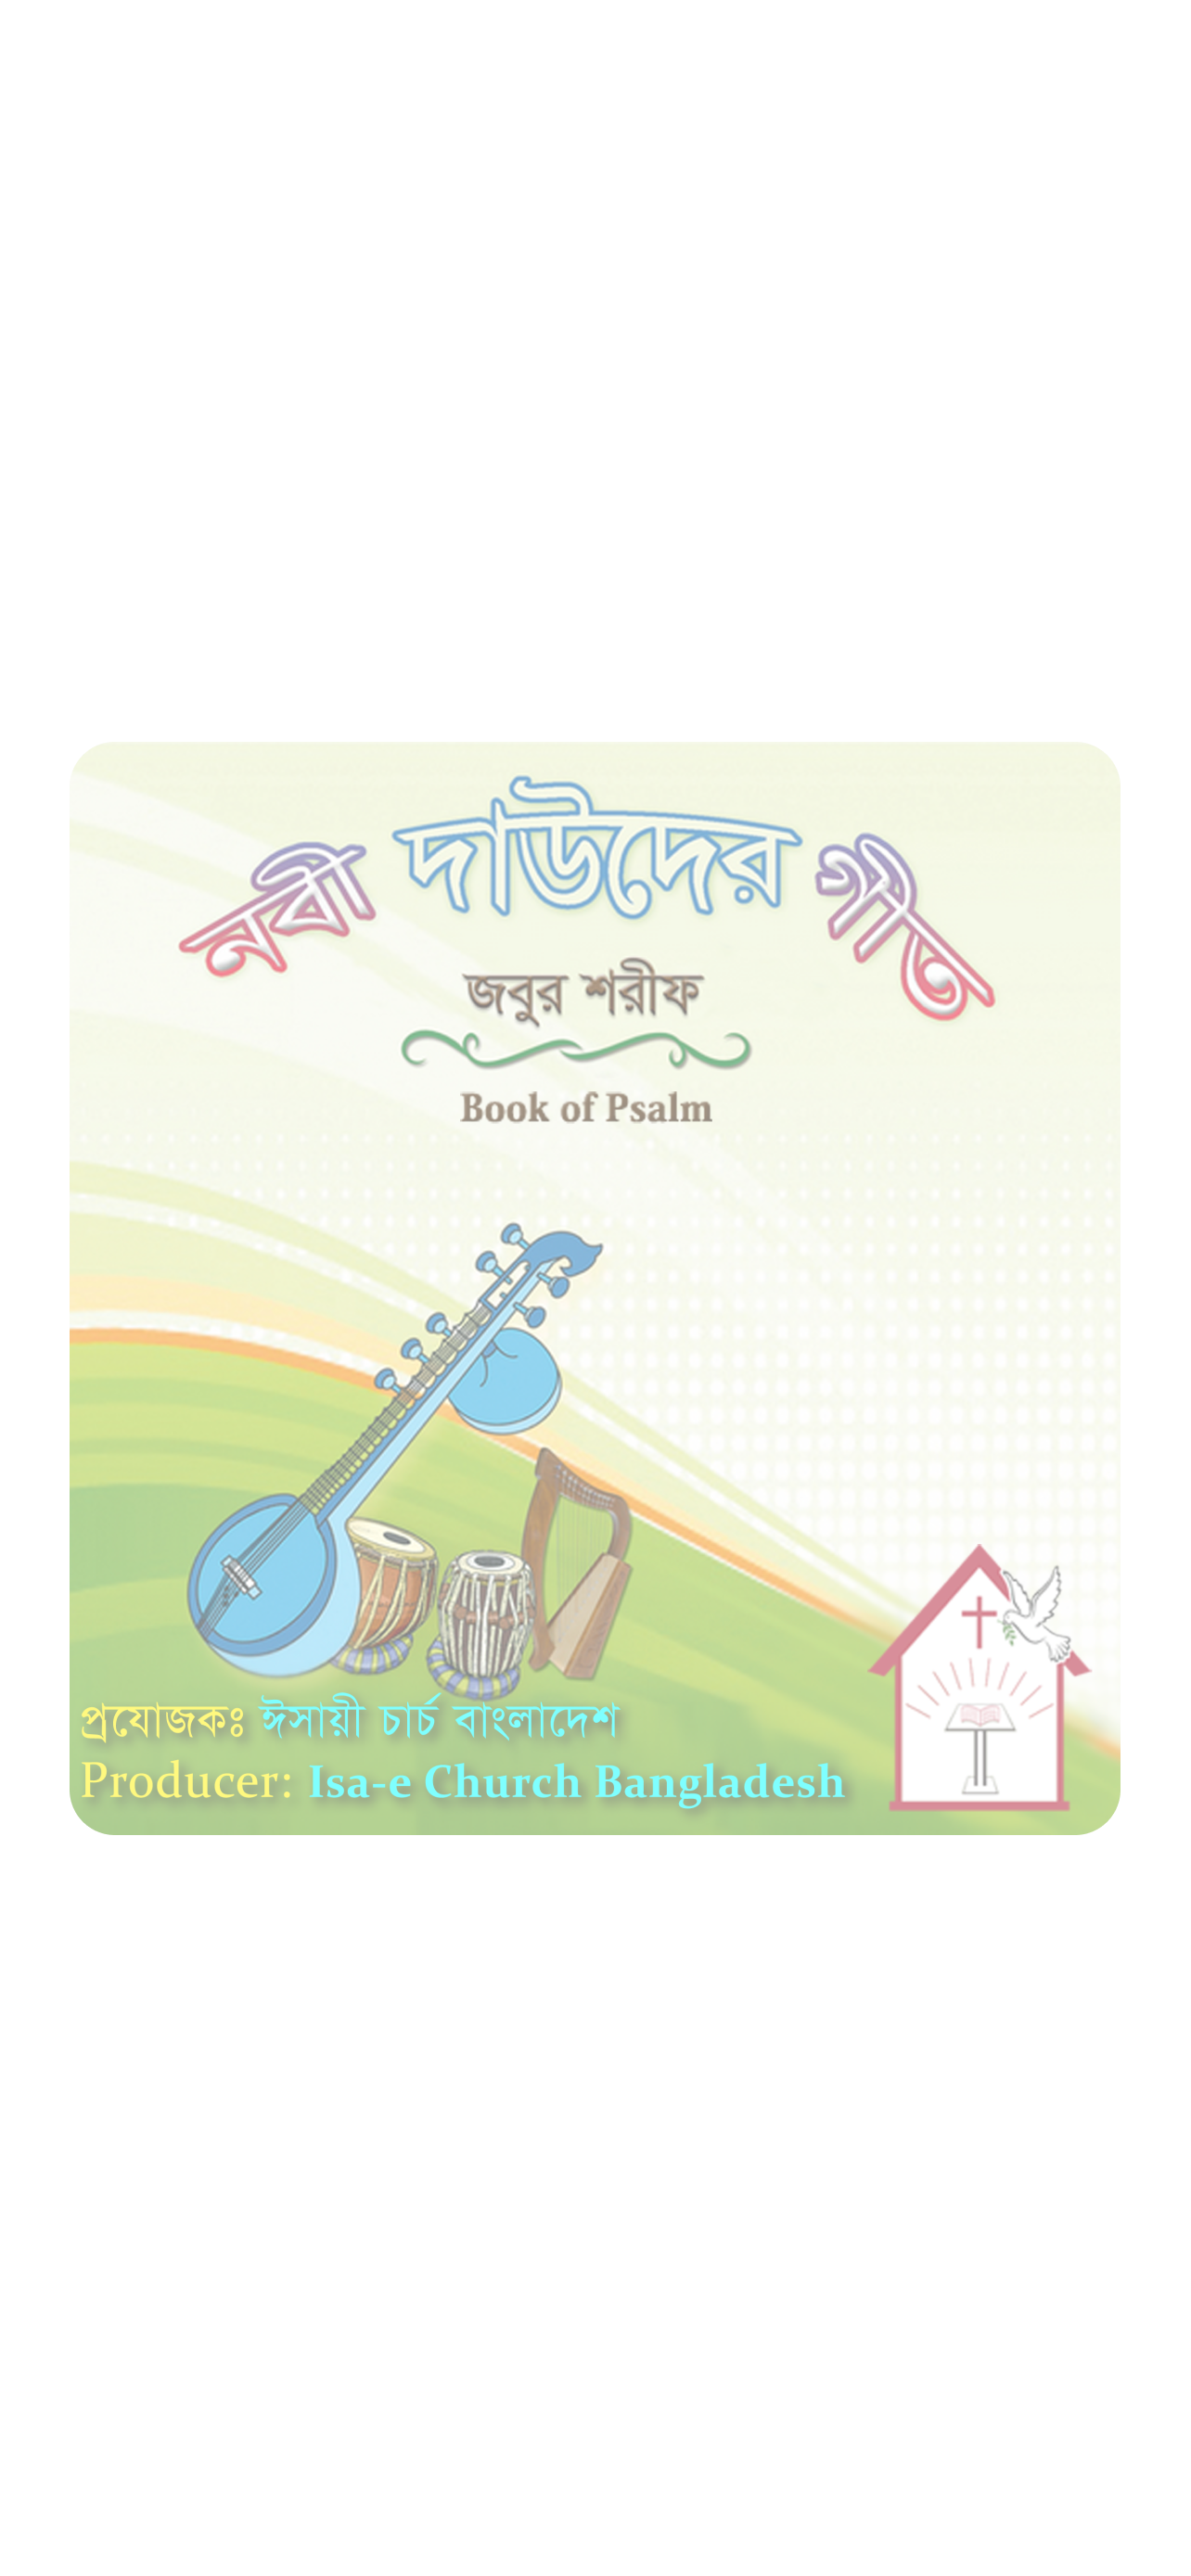 নবী দাউদের গীত
জবুর শরীফ
Book of Psalm
প্রযোজকঃ ঈসায়ী চার্চ বাংলাদেশ
Producer: Isa-e Church Bangladesh